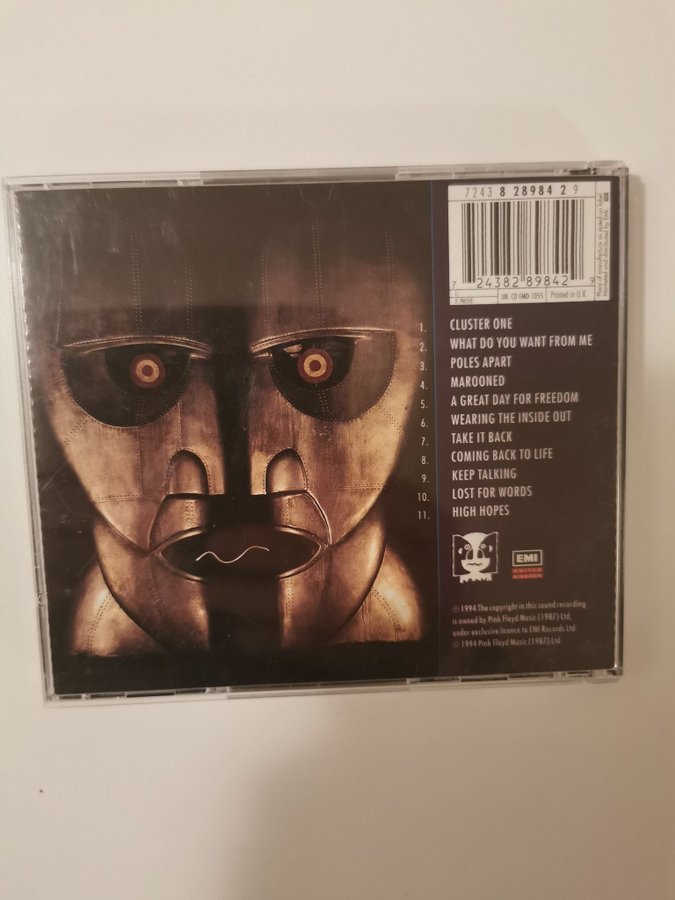 7243 8 28984 2 9
7 24382 89842 9
UK: CD EMD 1055
Printed in U.K.
1. CLUSTER ONE
2. WHAT DO YOU WANT FROM ME
3. POLES APART
4. MAROONED
5. A GREAT DAY FOR FREEDOM
6. WEARING THE INSIDE OUT
7. TAKE IT BACK
8. COMING BACK TO LIFE
9. KEEP TALKING
10. LOST FOR WORDS
11. HIGH HOPES
EMI
℗ 1994 The copyright in this sound recording
is owned by Pink Floyd Music (1987) Ltd.,
under exclusive licence to EMI Records Ltd.
© 1994 Pink Floyd Music (1987) Ltd